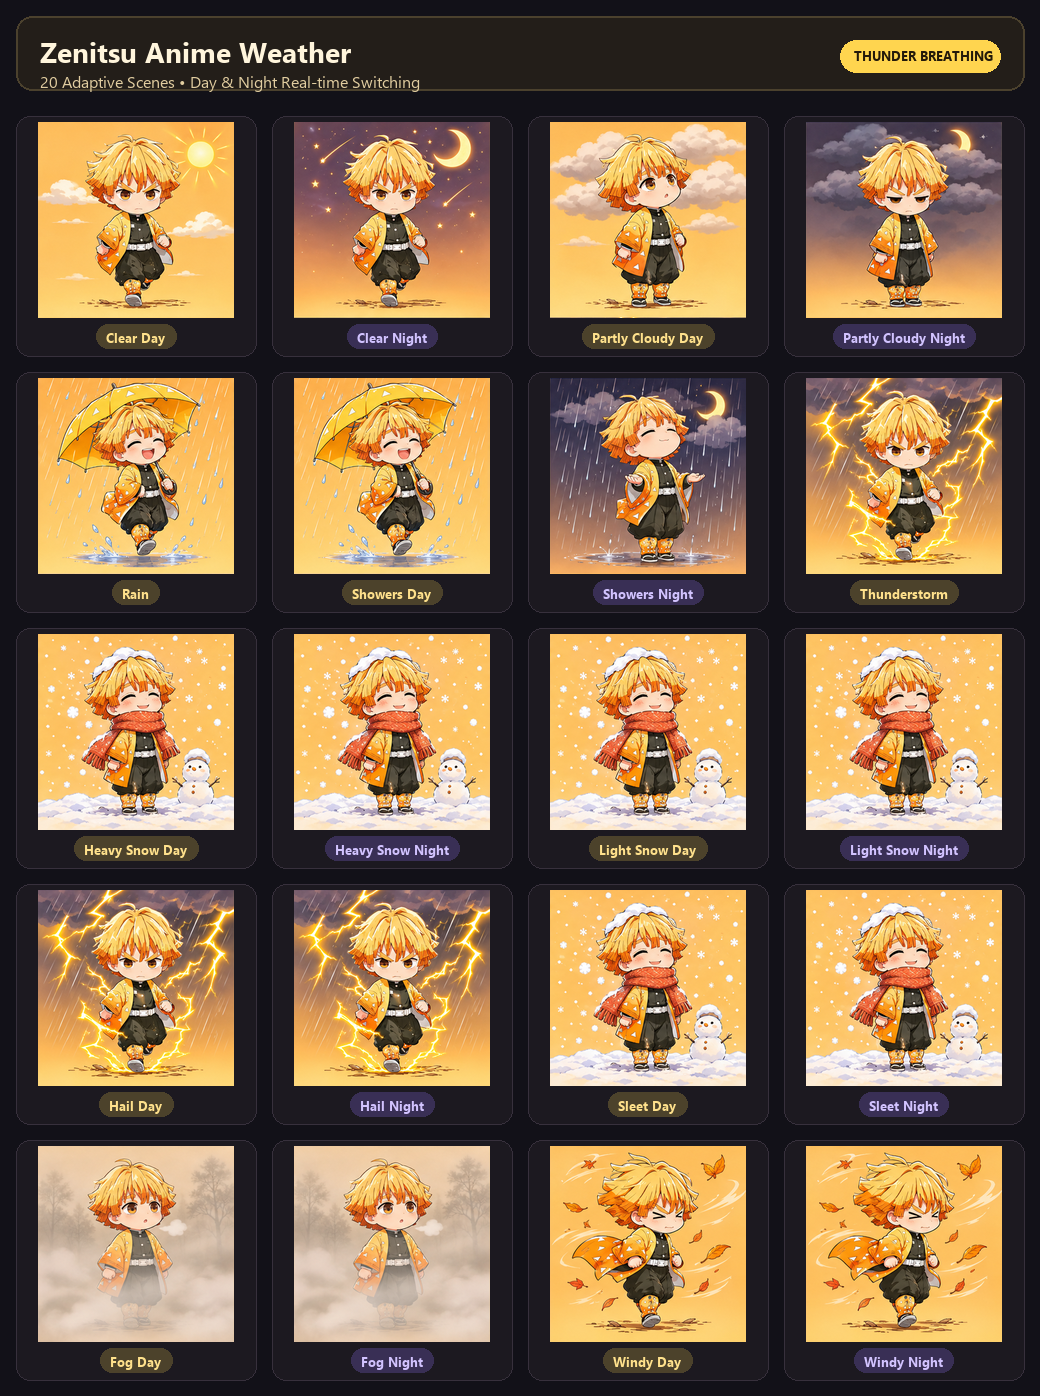 Zenitsu Anime Weather
20 Adaptive Scenes • Day & Night Real-time Switching
THUNDER BREATHING
Clear Day
Clear Night
Partly Cloudy Day
Partly Cloudy Night
Rain
Showers Day
Showers Night
Thunderstorm
Heavy Snow Day
Heavy Snow Night
Light Snow Day
Light Snow Night
Hail Day
Hail Night
Sleet Day
Sleet Night
Fog Day
Fog Night
Windy Day
Windy Night